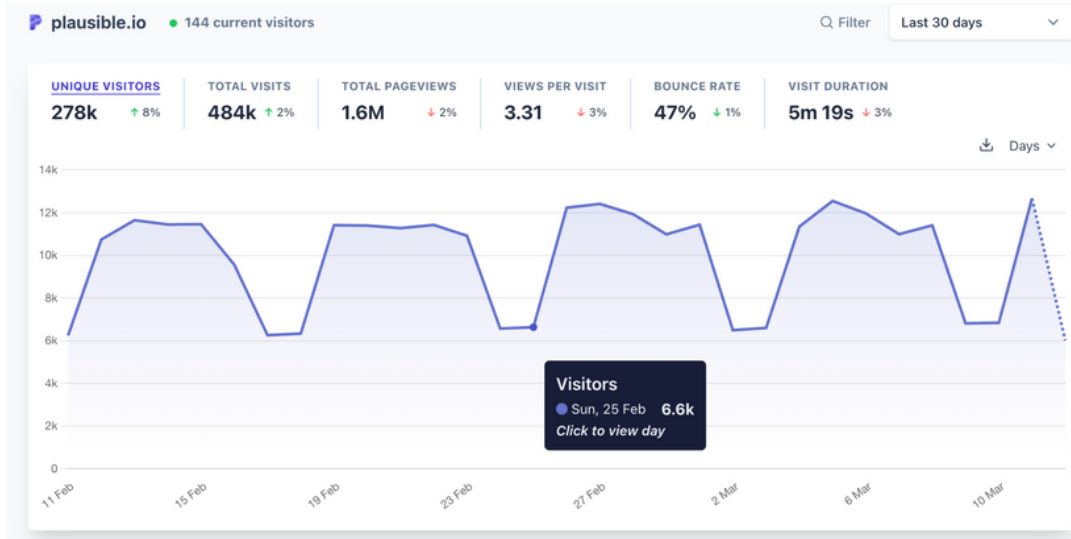 plausible.io 144 current visitors Filter Last 30 days
UNIQUE VISITORS TOTAL VISITS TOTAL PAGEVIEWS VIEWS PER VISIT BOUNCE RATE VISIT DURATION
278k ↑ 8% 484k ↑ 2% 1.6M ↓ 2% 3.31 ↓ 3% 47% ↓ 1% 5m 19s ↓ 3%
Days
14k
12k
10k
8k
6k
4k
2k
0
Visitors
Sun, 25 Feb 6.6k
Click to view day
11 Feb 15 Feb 19 Feb 23 Feb 27 Feb 2 Mar 6 Mar 10 Mar